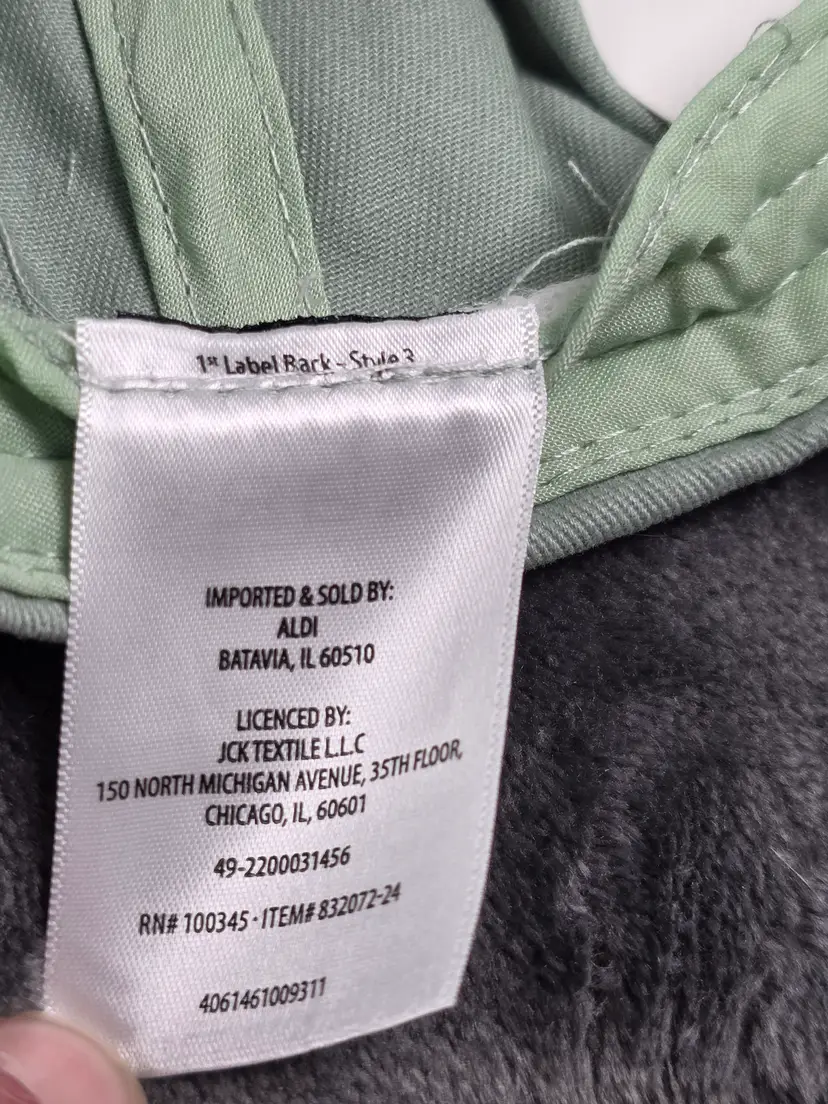 1st Label Back - Style 3
IMPORTED & SOLD BY:
ALDI
BATAVIA, IL 60510
LICENCED BY:
JCK TEXTILE L.L.C
150 NORTH MICHIGAN AVENUE, 35TH FLOOR,
CHICAGO, IL, 60601
49-2200031456
RN# 100345 · ITEM# 832072-24
4061461009311